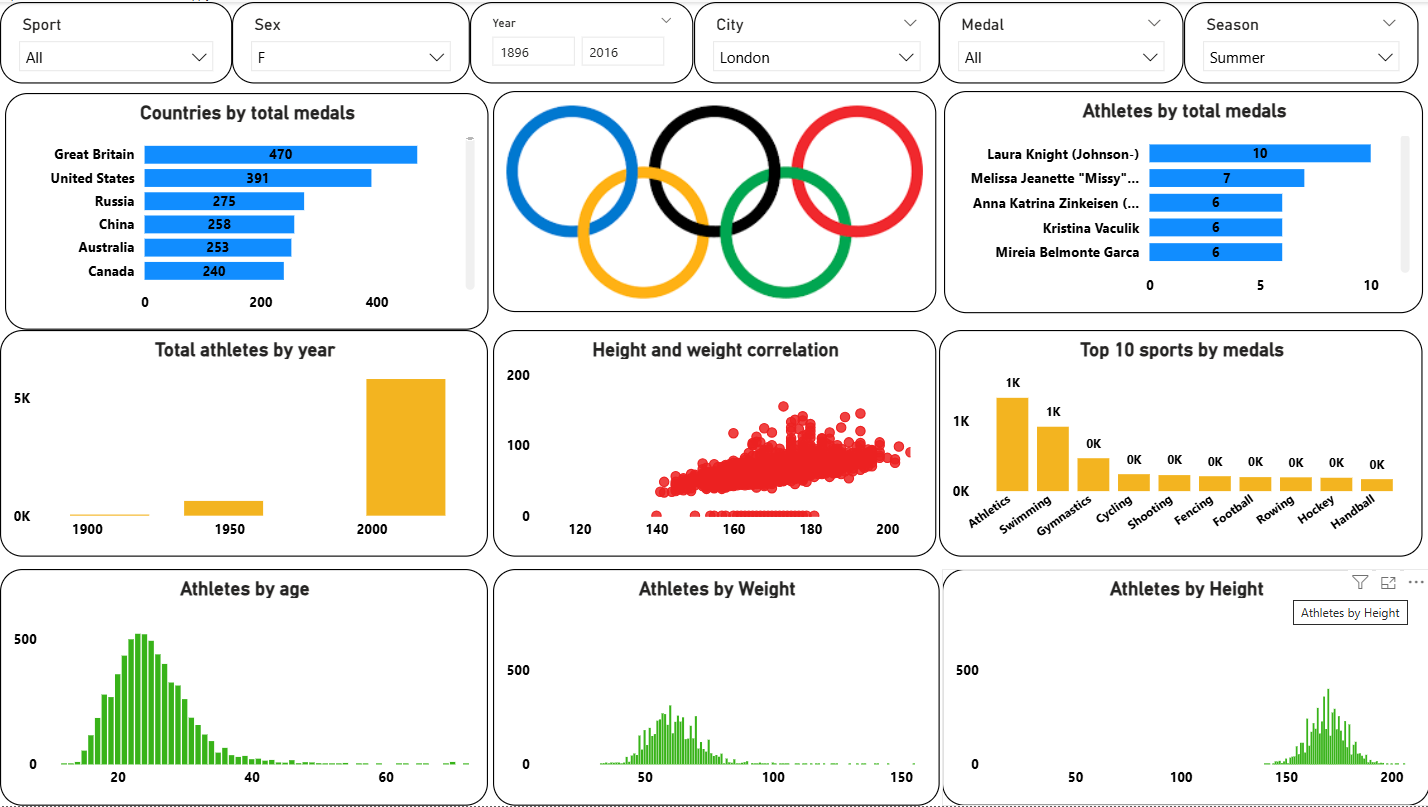 Sport
All
Sex
F
Year
1896 2016
City
London
Medal
All
Season
Summer
Countries by total medals
Great Britain 470
United States 391
Russia 275
China 258
Australia 253
Canada 240
0 200 400
Athletes by total medals
Laura Knight (Johnson-) 10
Melissa Jeanette "Missy"... 7
Anna Katrina Zinkeisen (... 6
Kristina Vaculik 6
Mireia Belmonte Garca 6
0 5 10
Total athletes by year
5K
0K
1900 1950 2000
Height and weight correlation
200
100
0
120 140 160 180 200
Top 10 sports by medals
1K
0K
1K 1K 0K 0K 0K 0K 0K 0K 0K 0K
Athletics Swimming Gymnastics Cycling Shooting Fencing Football Rowing Hockey Handball
Athletes by age
500
0
20 40 60
Athletes by Weight
500
0
50 100 150
Athletes by Height
Athletes by Height
500
0
50 100 150 200